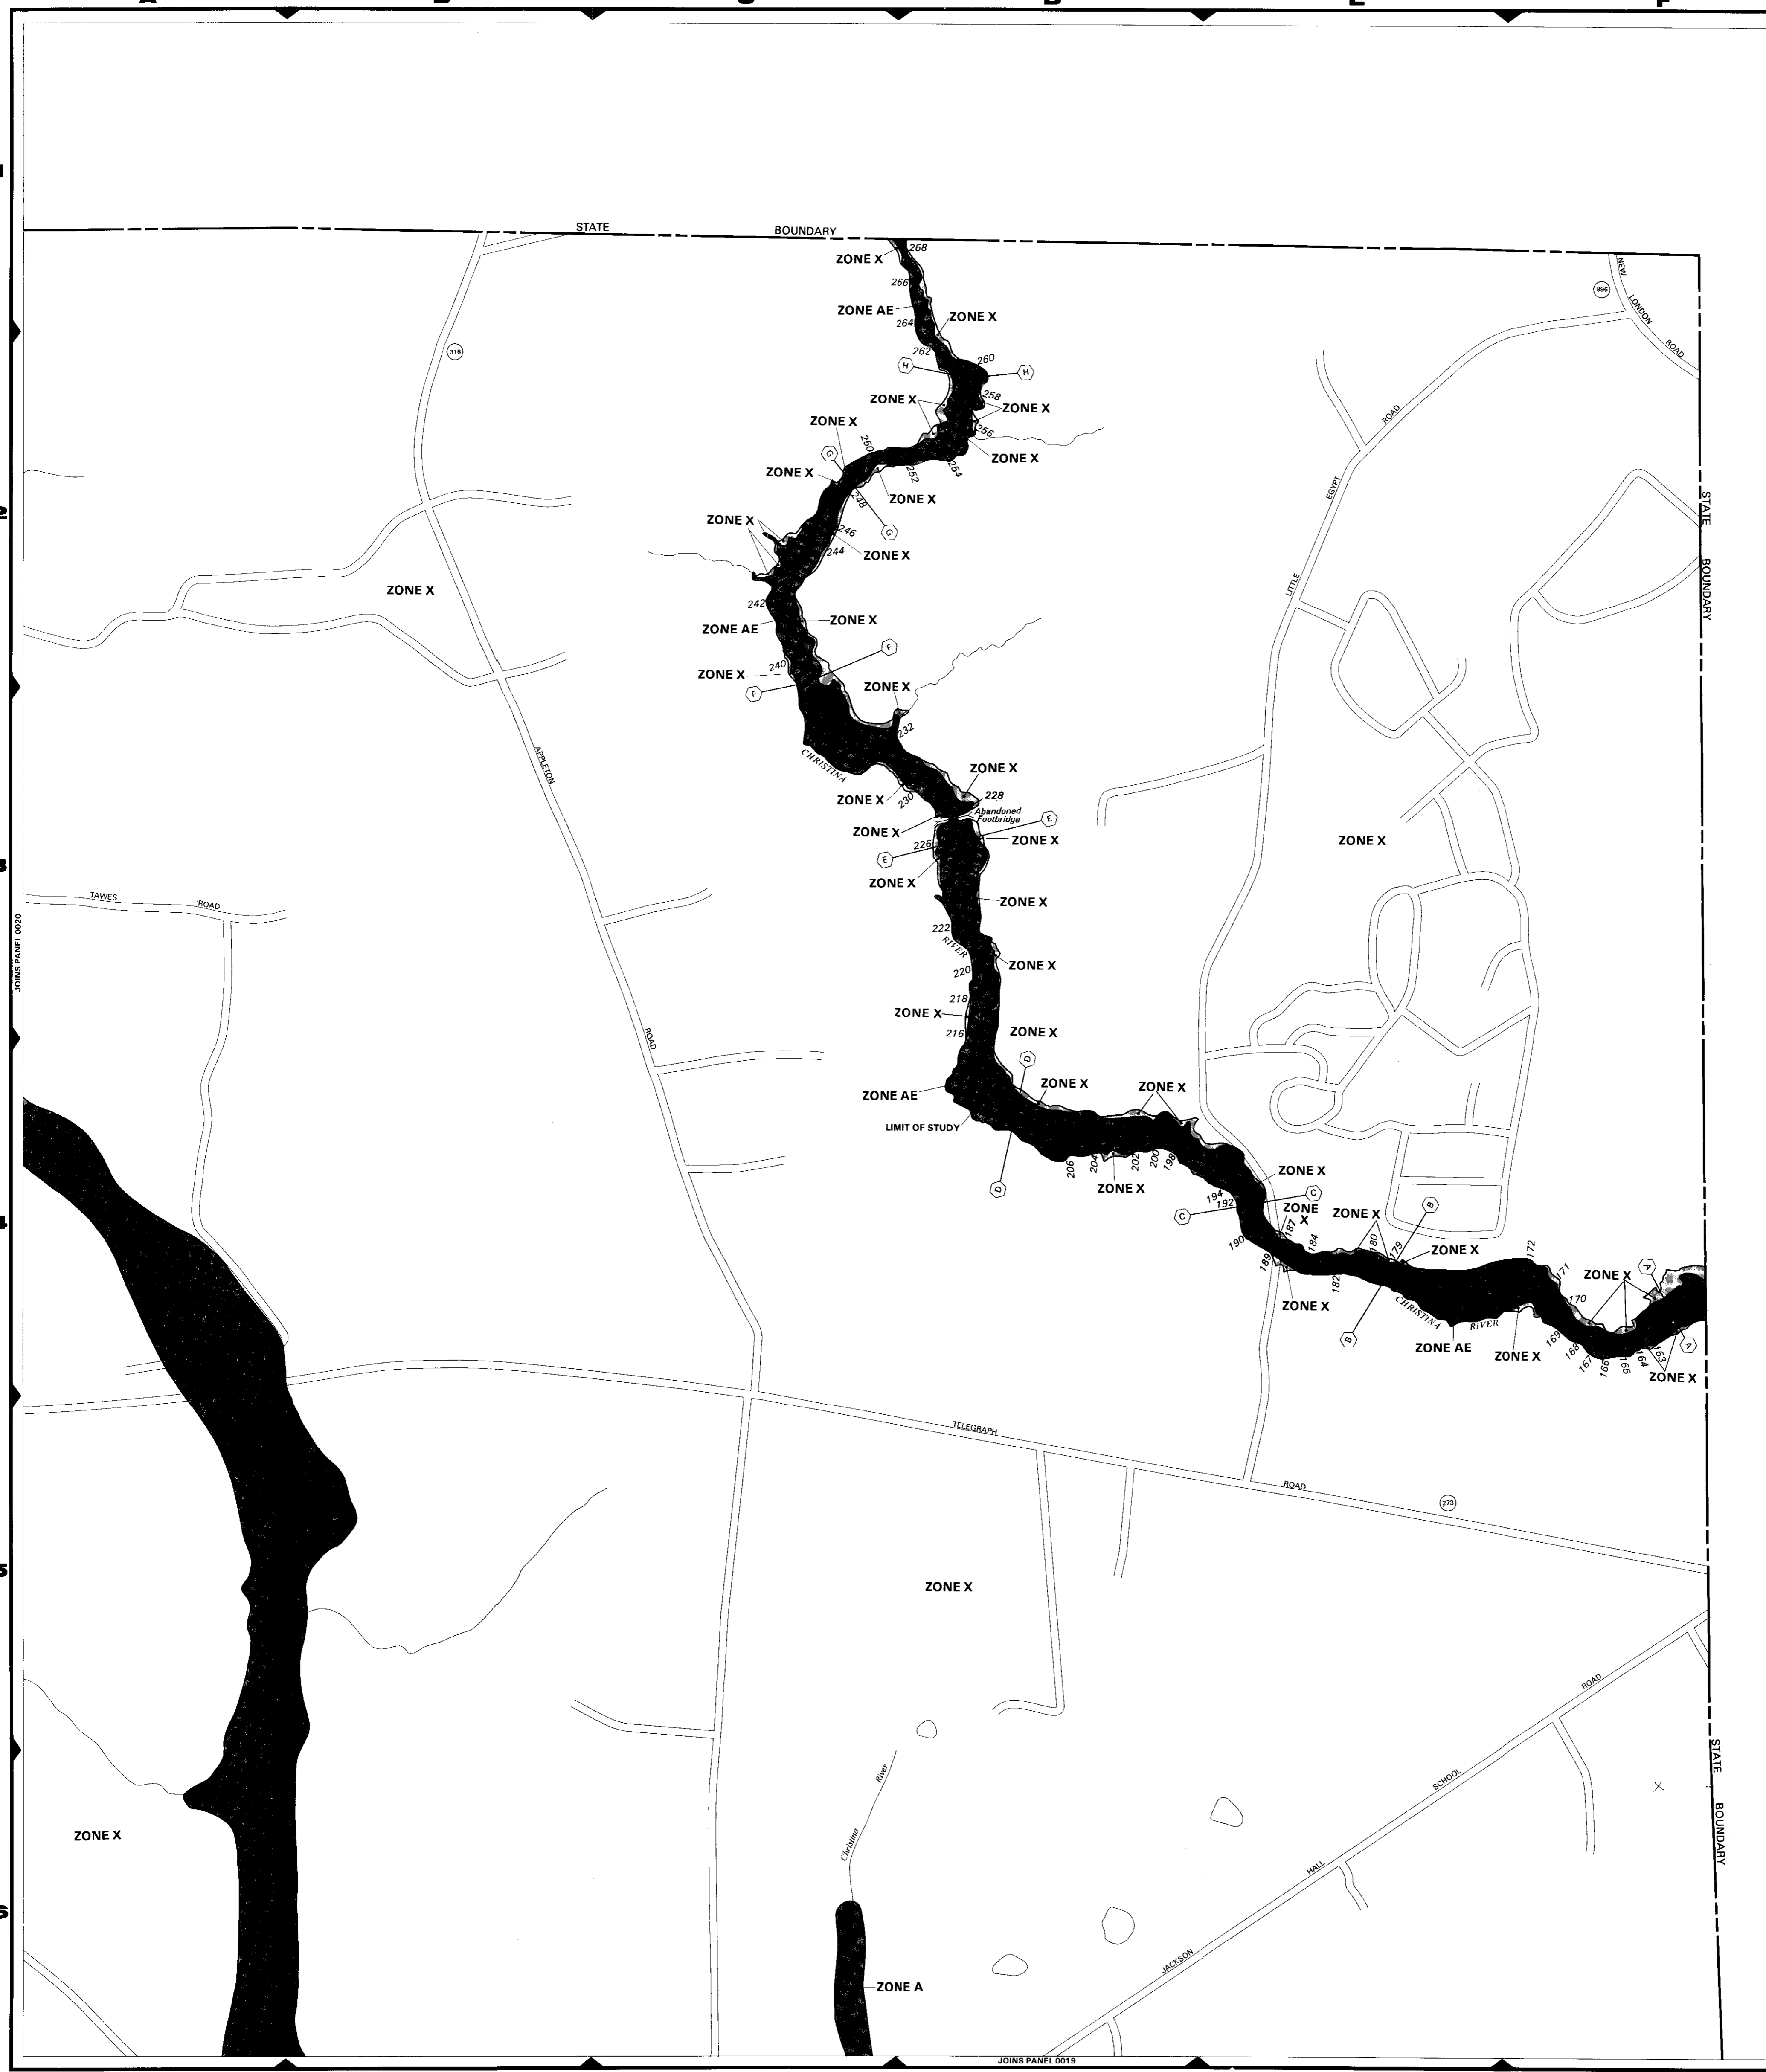 STATE BOUNDARY
268
ZONE X
266
NEW LONDON ROAD
896
ZONE AE
264
ZONE X
316
262
260
H
H
258
ZONE X
ZONE X
ROAD
ZONE X
250
256
G
ZONE X
254
ZONE X
252
ZONE X
248
EGYPT
STATE BOUNDARY
ZONE X
246
G
244
ZONE X
LITTLE
ZONE X
242
ZONE X
ZONE AE
F
240
ZONE X
ZONE X
F
232
APPLETON
CHRISTINA
ZONE X
228
ZONE X
230
Abandoned
Footbridge
E
ZONE X
ZONE X
226
ZONE X
E
ZONE X
TAWES ROAD
ZONE X
JOINS PANEL 0020
222
RIVER
ZONE X
220
218
ZONE X
ROAD
216
ZONE X
D
ZONE X
ZONE X
ZONE AE
LIMIT OF STUDY
206
204
202
200
198
ZONE X
D
ZONE X
194
192
C
C
ZONE
X
ZONE X
B
187
190
184
180
179
ZONE X
172
189
171
ZONE X
A
182
170
ZONE X
CHRISTINA RIVER
B
ZONE AE
ZONE X
169
168
167
166
165
164
163
A
ZONE X
TELEGRAPH ROAD
273
ZONE X
ROAD
STATE BOUNDARY
River
SCHOOL
Christina
ZONE X
HALL
JACKSON
ZONE A
JOINS PANEL 0019